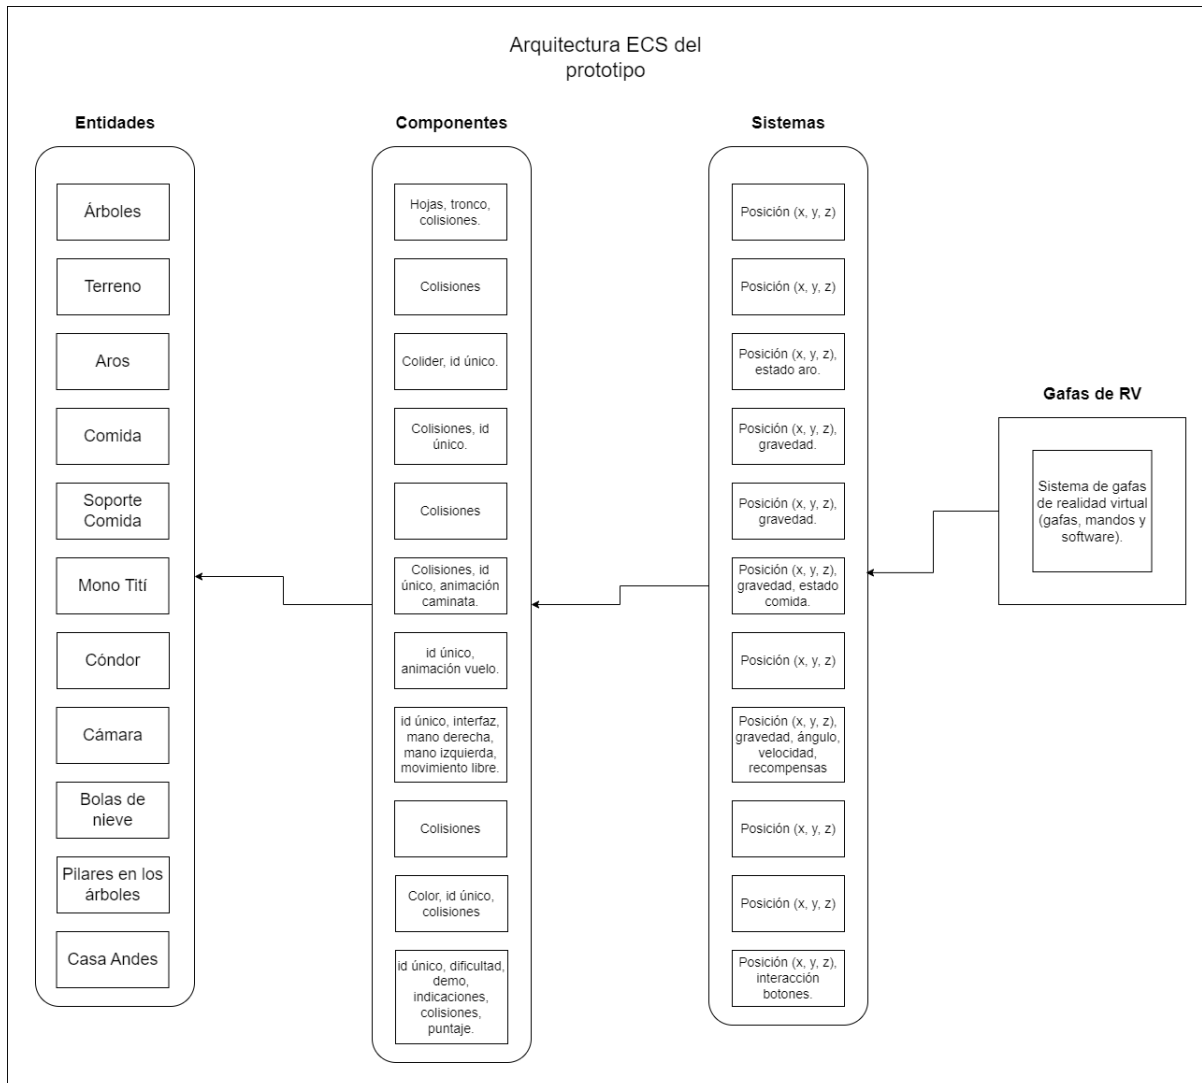 Arquitectura ECS del
prototipo
Entidades
Árboles
Terreno
Aros
Comida
Soporte
Comida
Mono Tití
Cóndor
Cámara
Bolas de
nieve
Pilares en los
árboles
Casa Andes
Componentes
Hojas, tronco,
colisiones.
Colisiones
Colider, id único.
Colisiones, id
único.
Colisiones
Colisiones, id
único, animación
caminata.
id único,
animación vuelo.
id único, interfaz,
mano derecha,
mano izquierda,
movimiento libre.
Colisiones
Color, id único,
colisiones
id único, dificultad,
demo,
indicaciones,
colisiones,
puntaje.
Sistemas
Posición (x, y, z)
Posición (x, y, z)
Posición (x, y, z),
estado aro.
Posición (x, y, z),
gravedad.
Posición (x, y, z),
gravedad.
Posición (x, y, z),
gravedad, estado
comida.
Posición (x, y, z)
Posición (x, y, z),
gravedad, ángulo,
velocidad,
recompensas
Posición (x, y, z)
Posición (x, y, z)
Posición (x, y, z),
interacción
botones.
Gafas de RV
Sistema de gafas
de realidad virtual
(gafas, mandos y
software).